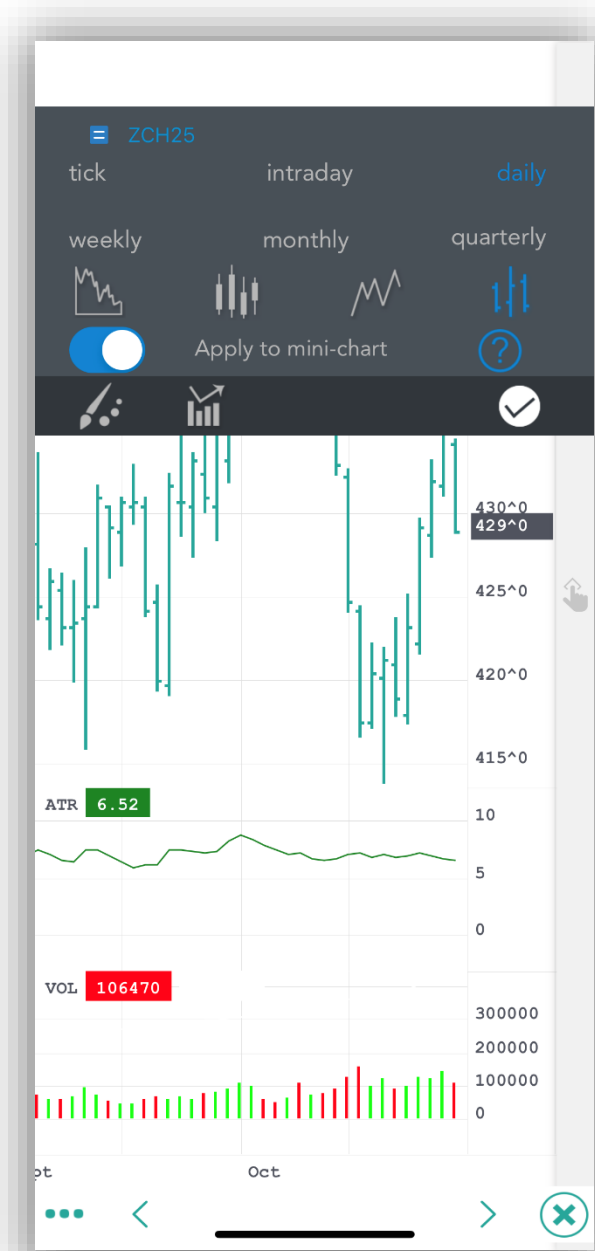 ZCH25
tick intraday daily
weekly monthly quarterly
Apply to mini-chart ?
430^0
429^0
425^0
420^0
415^0
ATR 6.52
10
5
0
VOL 106470
300000
200000
100000
0
pt Oct